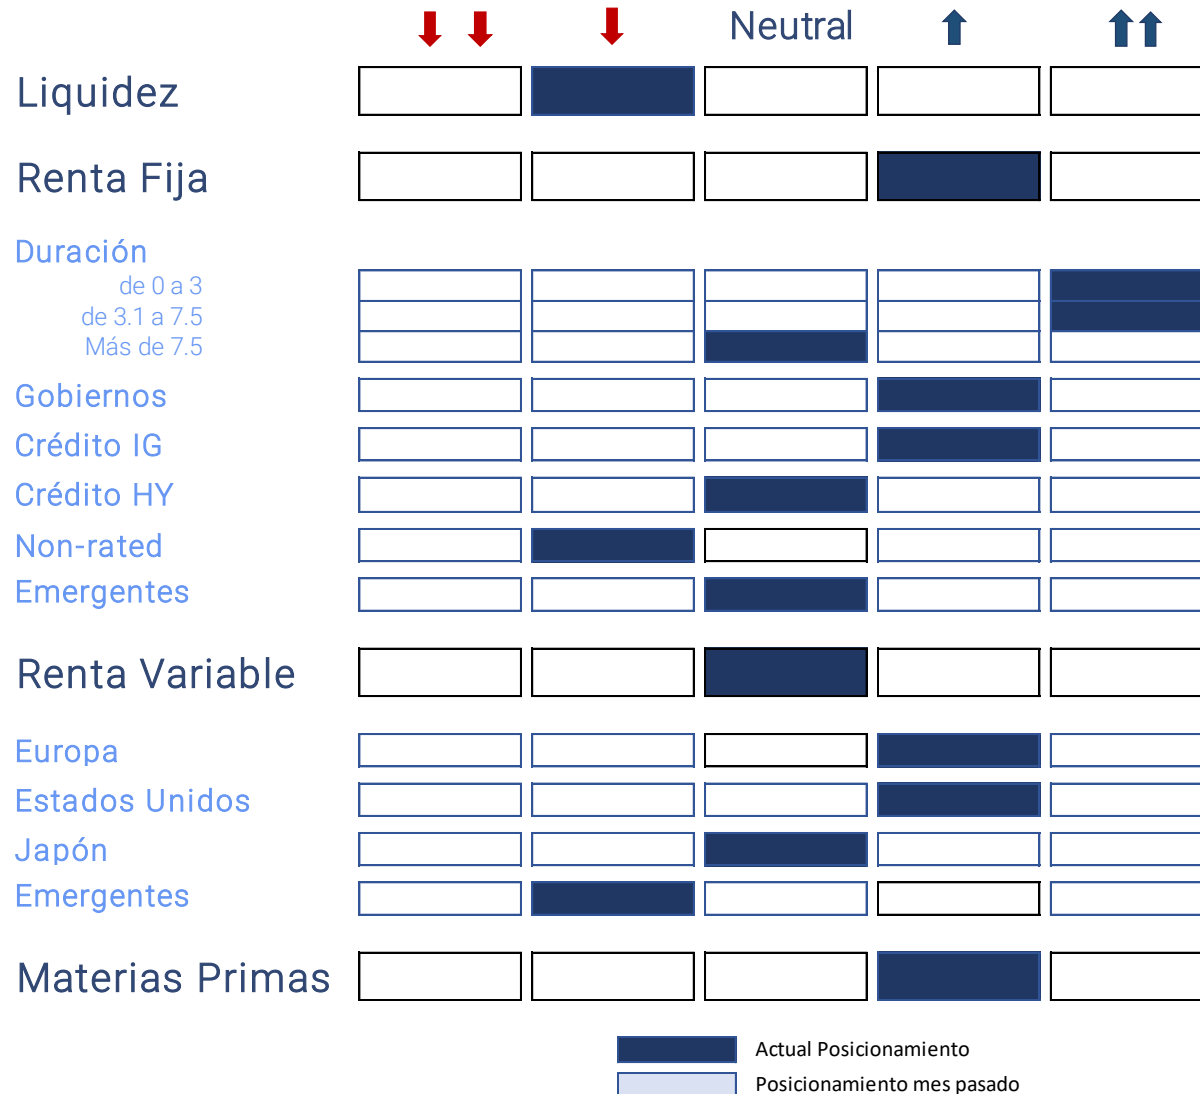 Neutral
Liquidez
Renta Fija
Duración
de 0 a 3
de 3.1 a 7.5
Más de 7.5
Gobiernos
Crédito IG
Crédito HY
Non-rated
Emergentes
Renta Variable
Europa
Estados Unidos
Japón
Emergentes
Materias Primas
Actual Posicionamiento
Posicionamiento mes pasado